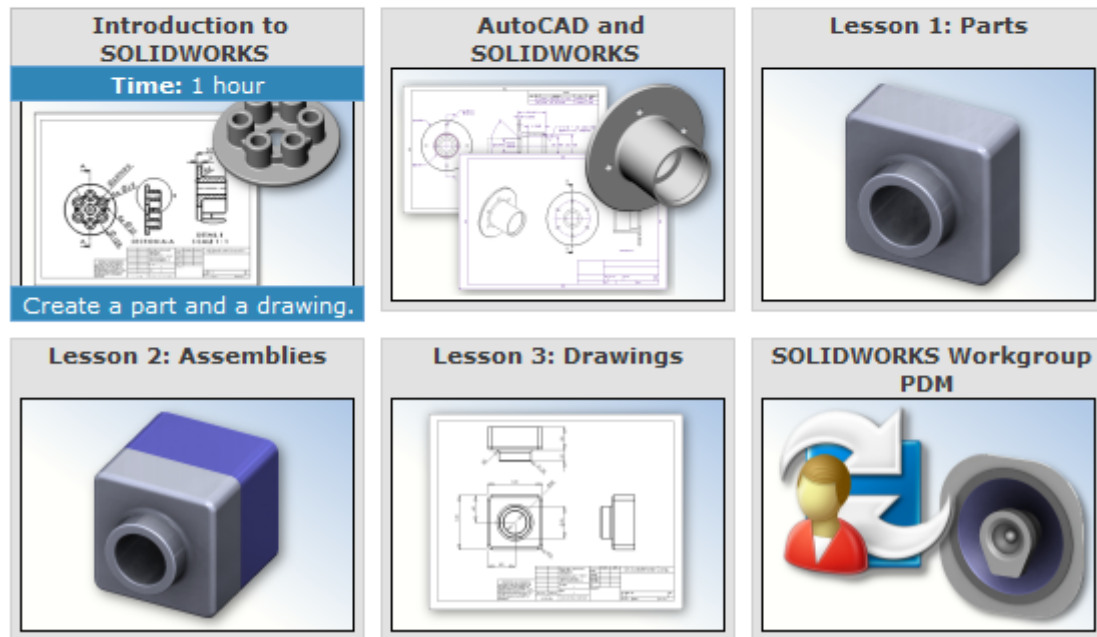 Introduction to
SOLIDWORKS
Time: 1 hour
Create a part and a drawing.
AutoCAD and
SOLIDWORKS
Lesson 1: Parts
Lesson 2: Assemblies
Lesson 3: Drawings
SOLIDWORKS Workgroup
PDM